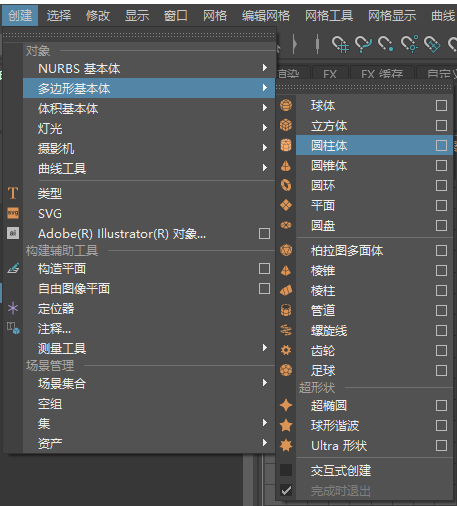 创建 选择 修改 显示 窗口 网格 编辑网格 网格工具 网格显示 曲线
渲染 FX FX 缓存 自定义
对象
NURBS 基本体
多边形基本体
体积基本体
灯光
摄影机
曲线工具
类型
SVG
Adobe(R) Illustrator(R) 对象...
构建辅助工具
构造平面
自由图像平面
定位器
注释...
测量工具
场景管理
场景集合
空组
集
资产
球体
立方体
圆柱体
圆锥体
圆环
平面
圆盘
柏拉图多面体
棱锥
棱柱
管道
螺旋线
齿轮
足球
超形状
超椭圆
球形谐波
Ultra 形状
交互式创建
完成时退出